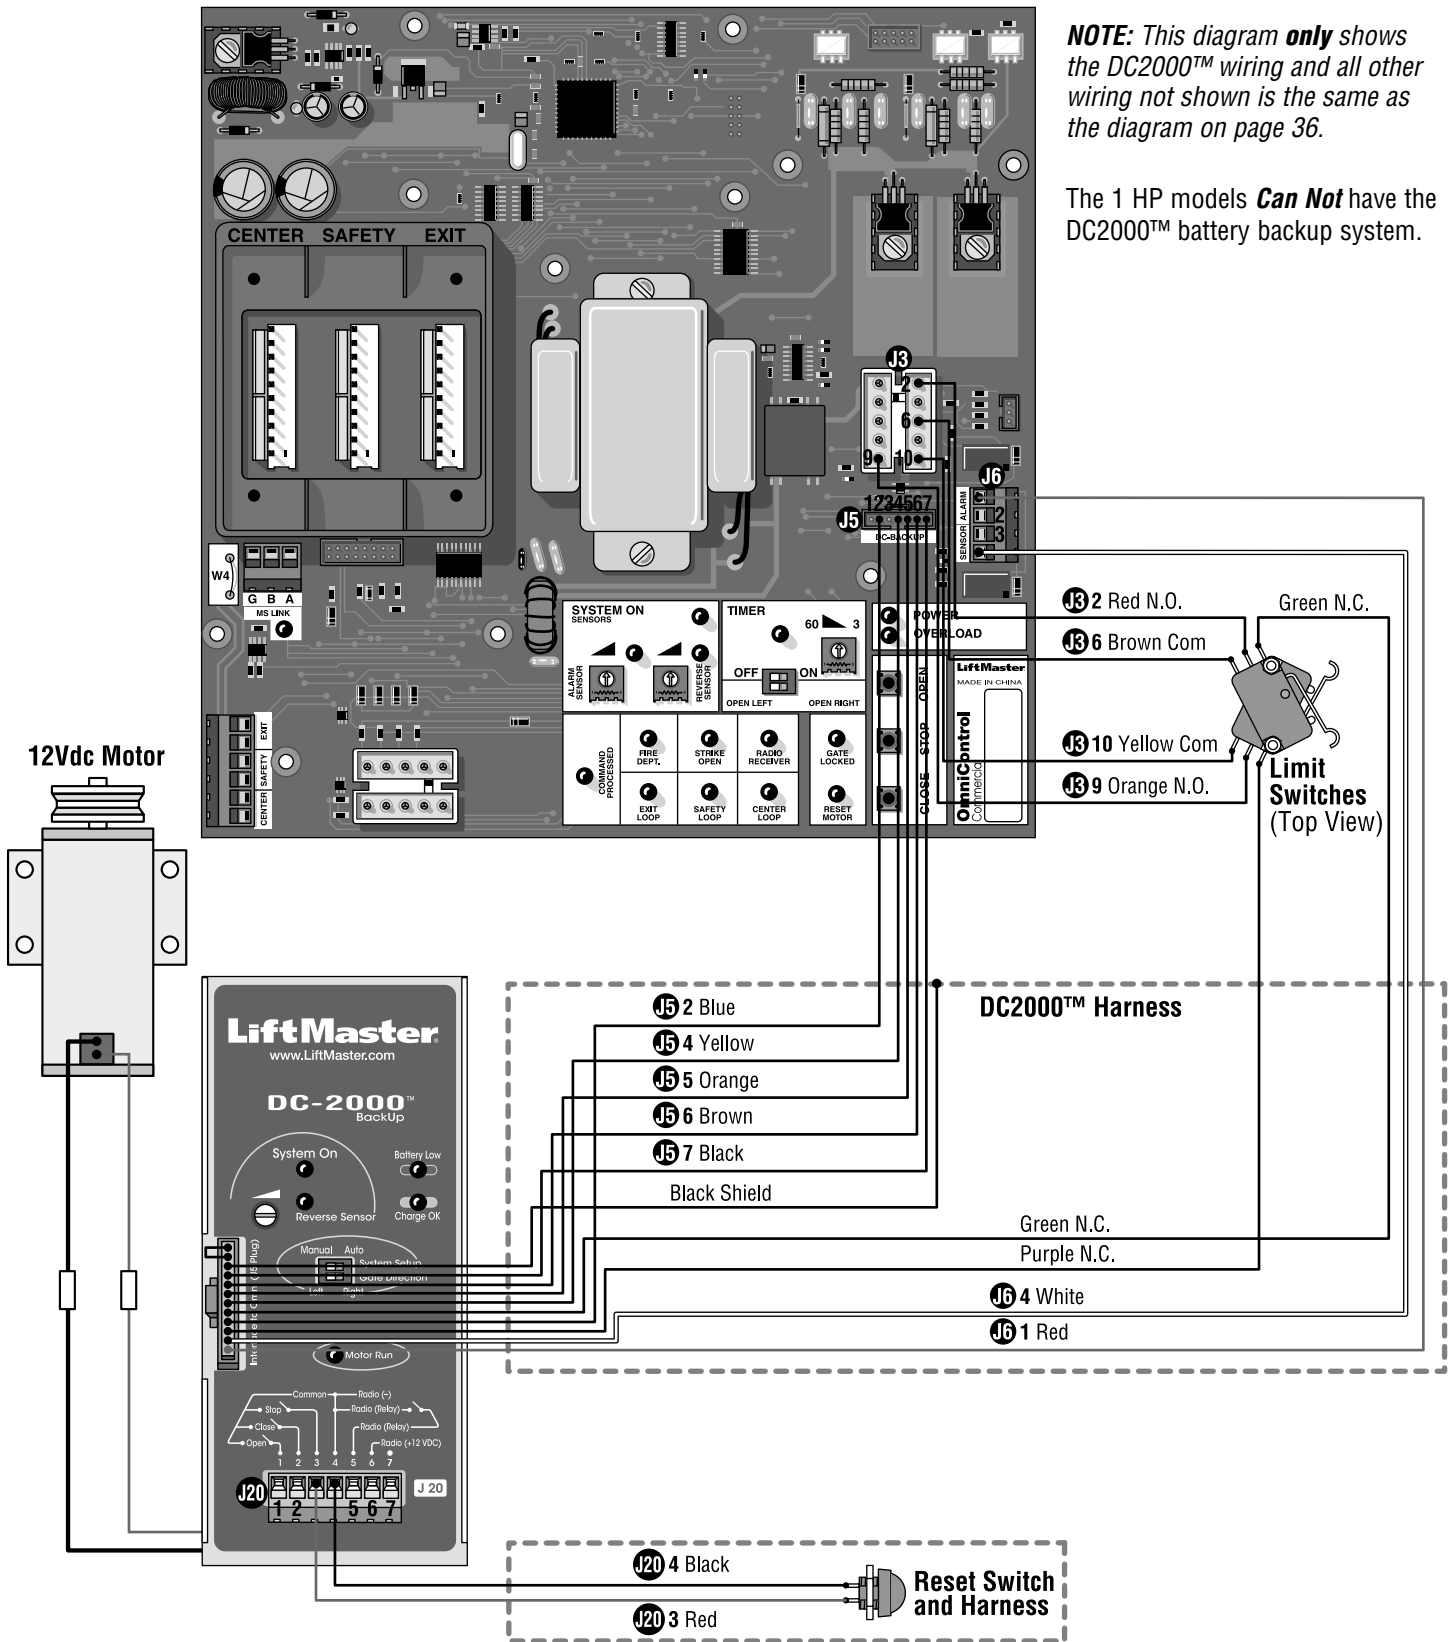 NOTE: This diagram only shows
the DC2000™ wiring and all other
wiring not shown is the same as
the diagram on page 36.
The 1 HP models Can Not have the
DC2000™ battery backup system.
CENTER SAFETY EXIT
J3
2
6
9 10
J6
ALARM
2
3
SENSOR
1234567
J5
DC-BACKUP
W4
G B A
MS LINK
SYSTEM ON
SENSORS
ALARM
SENSOR
REVERSE
SENSOR
TIMER
60 3
OFF ON
OPEN LEFT OPEN RIGHT
POWER
OVERLOAD
OPEN
STOP
CLOSE
LiftMaster
MADE IN CHINA
OmniControl
Commercial
COMMAND
PROCESSED
FIRE
DEPT.
STRIKE
OPEN
RADIO
RECEIVER
GATE
LOCKED
EXIT
LOOP
SAFETY
LOOP
CENTER
LOOP
RESET
MOTOR
EXIT
SAFETY
CENTER
J3 2 Red N.O.
Green N.C.
J3 6 Brown Com
J3 10 Yellow Com
J3 9 Orange N.O.
Limit
Switches
(Top View)
12Vdc Motor
DC2000™ Harness
J5 2 Blue
J5 4 Yellow
J5 5 Orange
J5 6 Brown
J5 7 Black
Black Shield
Green N.C.
Purple N.C.
J6 4 White
J6 1 Red
LiftMaster®
www.LiftMaster.com
DC-2000™
BackUp
System On
Battery Low
Reverse Sensor
Charge OK
Manual Auto
System Setup
Gate Direction
Left Right
Motor Run
Common Radio (–)
Stop Radio (Relay)
Close Radio (Relay)
Open Radio (+12 VDC)
1 2 3 4 5 6 7
J20
J 20
1 2 5 6 7
J20 4 Black
J20 3 Red
Reset Switch
and Harness